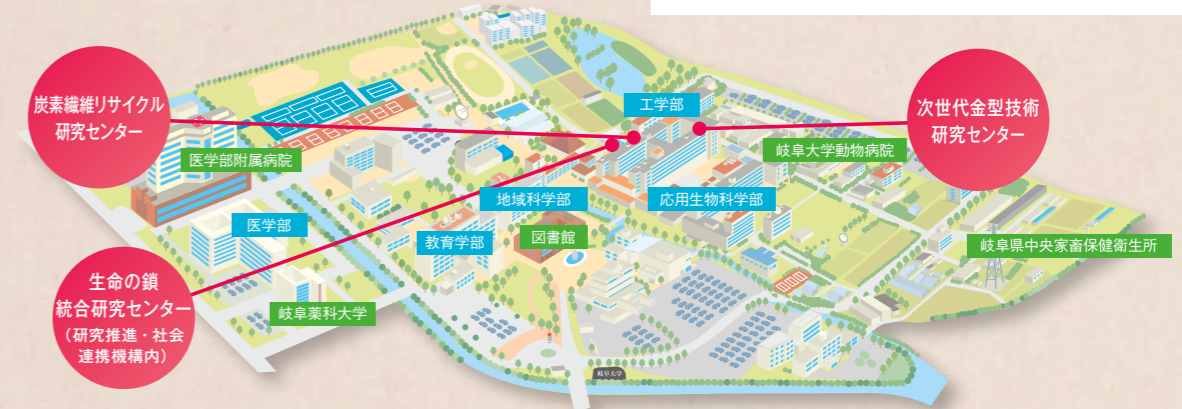 炭素繊維リサイクル
研究センター
工学部
次世代金型技術
研究センター
医学部附属病院
岐阜大学動物病院
地域科学部
応用生物科学部
医学部
教育学部
図書館
岐阜県中央家畜保健衛生所
生命の鎖
統合研究センター
(研究推進・社会
連携機構内)
岐阜薬科大学
岐阜大学